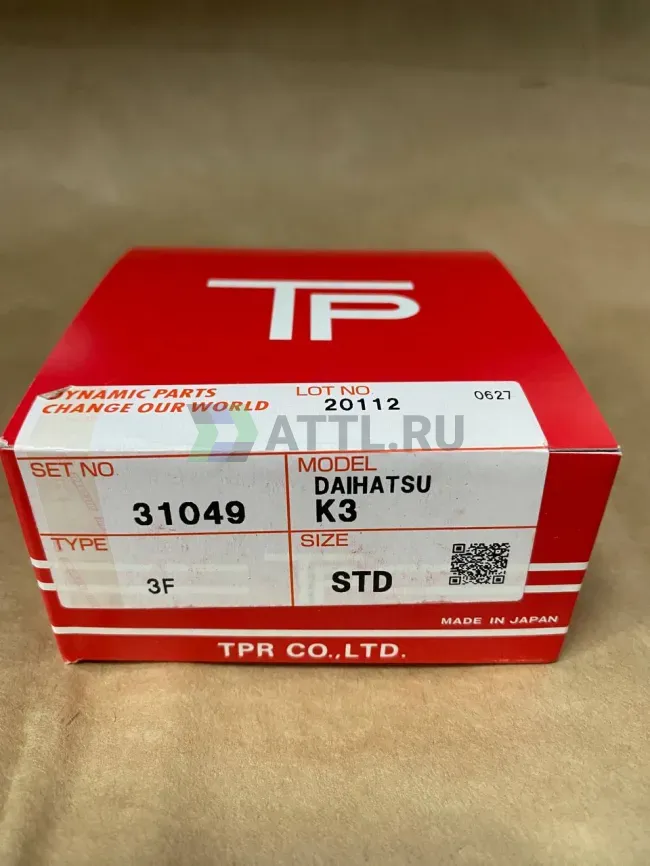 TP
DYNAMIC PARTS
CHANGE OUR WORLD
LOT NO
20112
0627
ATTL.RU
SET NO
31049
MODEL
DAIHATSU
K3
TYPE
3F
SIZE
STD
MADE IN JAPAN
TPR CO.,LTD.